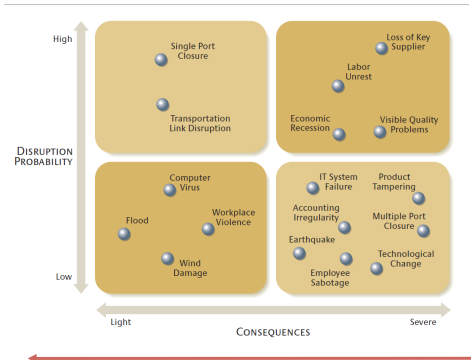 High
Single Port
Closure
Transportation
Link Disruption
Loss of Key
Supplier
Labor
Unrest
Economic
Recession
Visible Quality
Problems
DISRUPTION
PROBABILITY
Computer
Virus
Flood
Workplace
Violence
Wind
Damage
IT System
Failure
Product
Tampering
Accounting
Irregularity
Multiple Port
Closure
Earthquake
Employee
Sabotage
Technological
Change
Low
Light
Severe
CONSEQUENCES